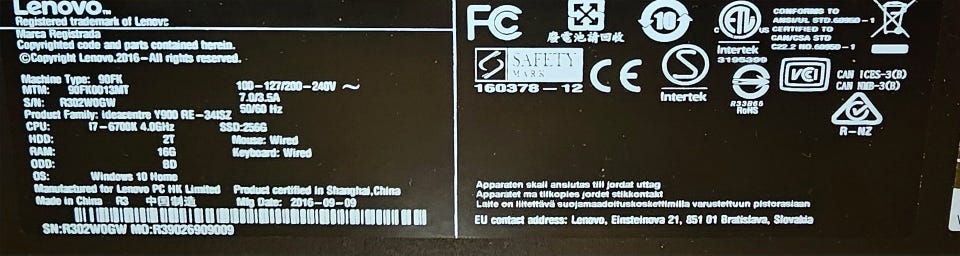 Lenovo™
Registered trademark of Lenovo
Marca Registrada
Copyrighted code and parts contained herein.
©Copyright Lenovo,2016-All rights reserved.
Machine Type: 90FK
MTM: 90FK0013MT
S/N: R302W0GW
Product Family: Ideacentre Y900 RE-34ISZ
CPU: I7-6700K 4.0GHz SSD:256G
HDD: 2T Mouse: Wired
RAM: 16G Keyboard: Wired
ODD: BD
OS: Windows 10 Home
100-127/200-240V ~
7.0/3.5A
50/60 Hz
Manufactured for Lenovo PC HK Limited Product certified in Shanghai,China
Made in China R3 中国制造 Mfg Date: 2016-09-09
SN:R302W0GW MO:R39026909009
FC
廢電池請回收
10
ETL
C US
Intertek
3195399
CONFORMS TO
ANSI/UL STD.60950-1
CERTIFIED TO
CAN/CSA STD
C22.2 NO.60950-1
S SAFETY
MARK
160378-12
CE
S
Intertek
R33865
RoHS
VCI
CAN ICES-3(B)
CAN NMB-3(B)
R-NZ
Apparaten skall anslutas till jordat uttag
Apparatet ma tilkoples jordet stikkontakt
Laite on liitettävä suojamaadoituskoskettimilla varustettuun pistorasiaan
EU contact address: Lenovo, Einsteinova 21, 851 01 Bratislava, Slovakia